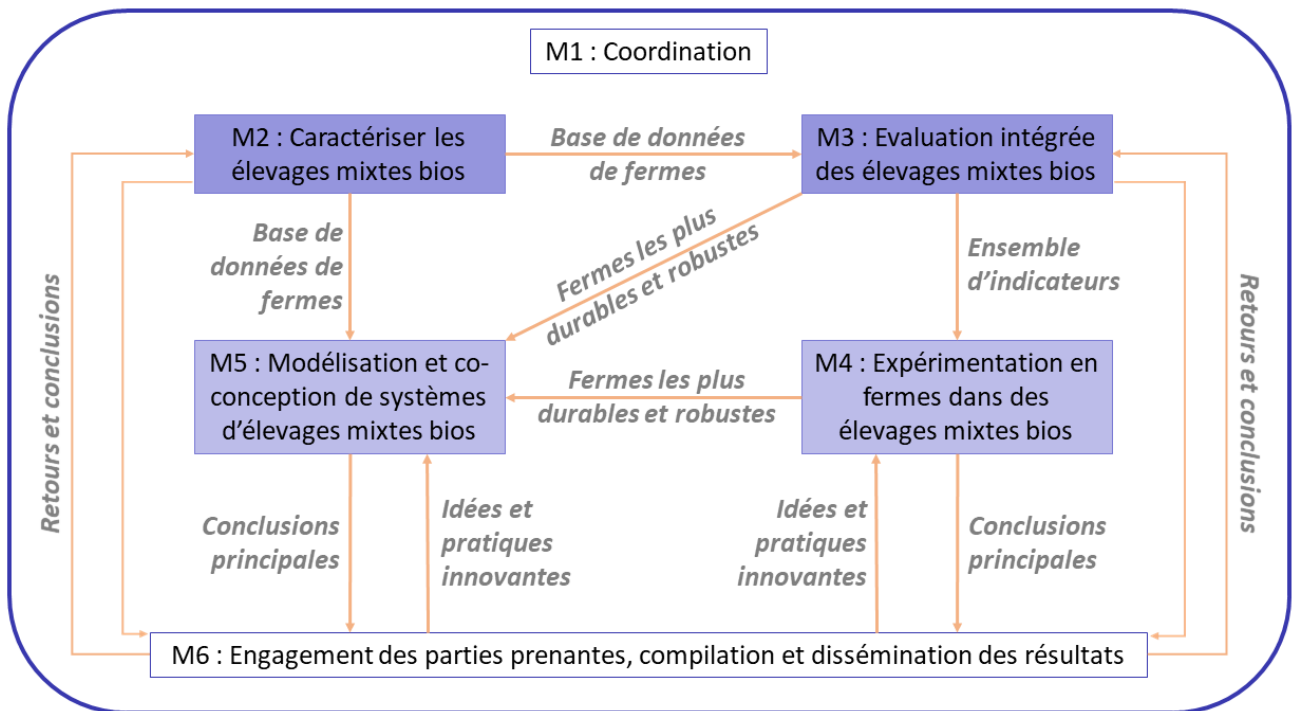 M1 : Coordination
M2 : Caractériser les
élevages mixtes bios
Base de données
de fermes
M3 : Evaluation intégrée
des élevages mixtes bios
Base de
données de
fermes
Fermes les plus
durables et robustes
Ensemble
d'indicateurs
Retours et conclusions
Retours et conclusions
M5 : Modélisation et co-
conception de systèmes
d'élevages mixtes bios
Fermes les plus
durables et robustes
M4 : Expérimentation en
fermes dans des
élevages mixtes bios
Conclusions
principales
Idées et
pratiques
innovantes
Idées et
pratiques
innovantes
Conclusions
principales
M6 : Engagement des parties prenantes, compilation et dissémination des résultats